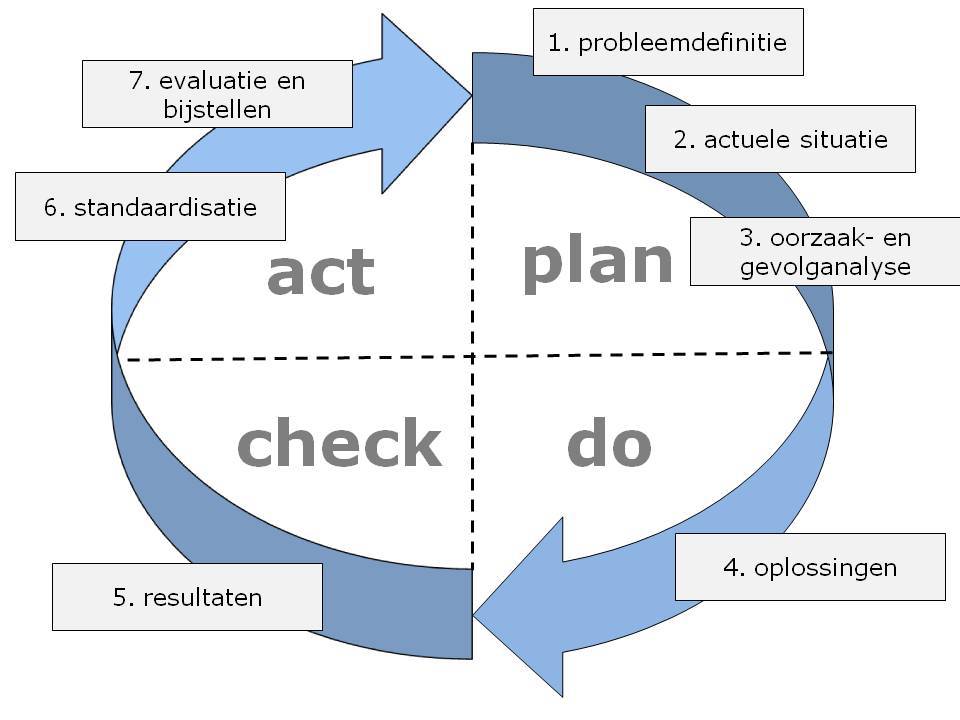 1. probleemdefinitie
2. actuele situatie
3. oorzaak- en
gevolganalyse
4. oplossingen
5. resultaten
6. standaardisatie
7. evaluatie en
bijstellen
act
plan
check
do